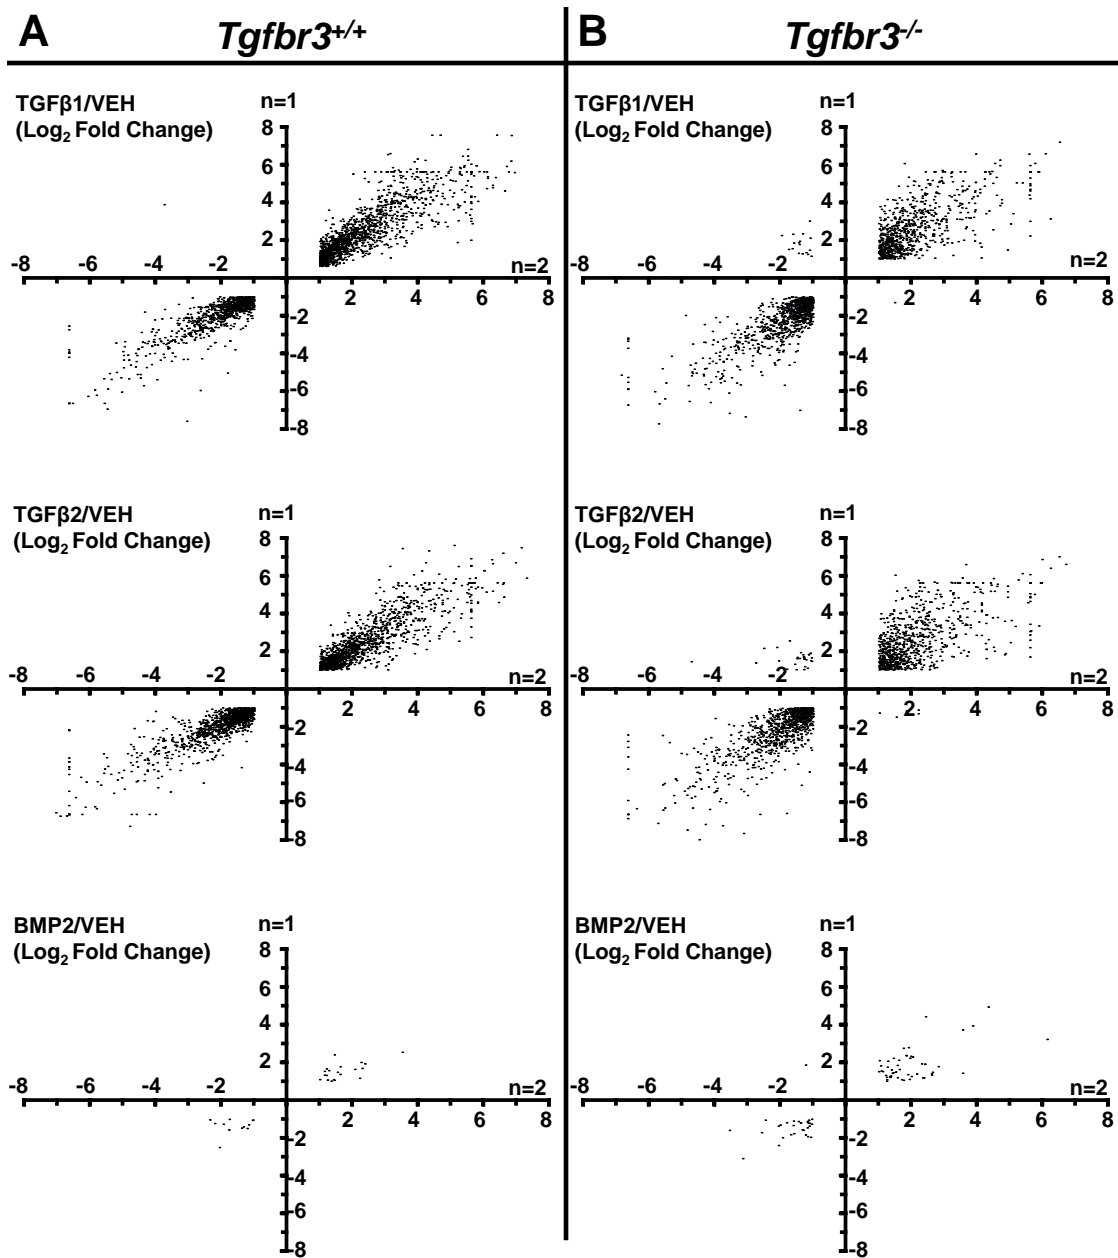 A Tgfbr3+/+ B Tgfbr3-/-
TGFβ1/VEH n=1 TGFβ1/VEH n=1
(Log2 Fold Change) 8 (Log2 Fold Change) 8
6 6
4 4
2 2
-8 -6 -4 -2 n=2 -8 -6 -4 -2 n=2
2 4 6 8 2 4 6 8
-2 -2
-4 -4
-6 -6
-8 -8
TGFβ2/VEH n=1 TGFβ2/VEH n=1
(Log2 Fold Change) 8 (Log2 Fold Change) 8
6 6
4 4
2 2
-8 -6 -4 -2 n=2 -8 -6 -4 -2 n=2
2 4 6 8 2 4 6 8
-2 -2
-4 -4
-6 -6
-8 -8
BMP2/VEH n=1 BMP2/VEH n=1
(Log2 Fold Change) 8 (Log2 Fold Change) 8
6 6
4 4
2 2
-8 -6 -4 -2 n=2 -8 -6 -4 -2 n=2
2 4 6 8 2 4 6 8
-2 -2
-4 -4
-6 -6
-8 -8